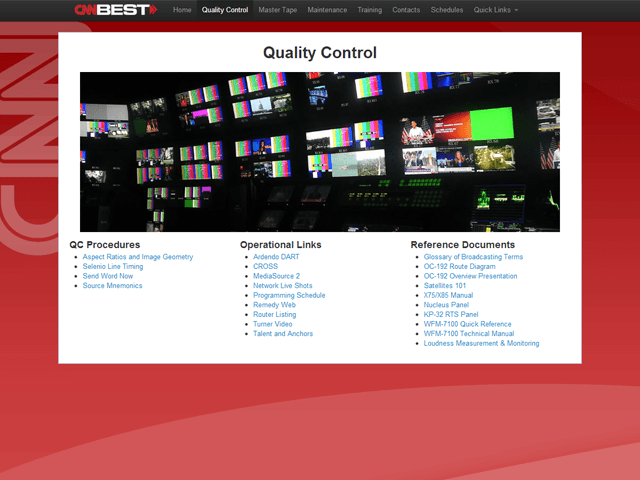 CNN BEST
Home Quality Control Master Tape Maintenance Training Contacts Schedules Quick Links
CNN
Quality Control
QC Procedures
Aspect Ratios and Image Geometry
Selenio Line Timing
Send Word Now
Source Mnemonics
Operational Links
Ardendo DART
CROSS
MediaSource 2
Network Live Shots
Programming Schedule
Remedy Web
Router Listing
Turner Video
Talent and Anchors
Reference Documents
Glossary of Broadcasting Terms
OC-192 Route Diagram
OC-192 Overview Presentation
Satellites 101
X75/X85 Manual
Nucleus Panel
KP-32 RTS Panel
WFM-7100 Quick Reference
WFM-7100 Technical Manual
Loudness Measurement & Monitoring